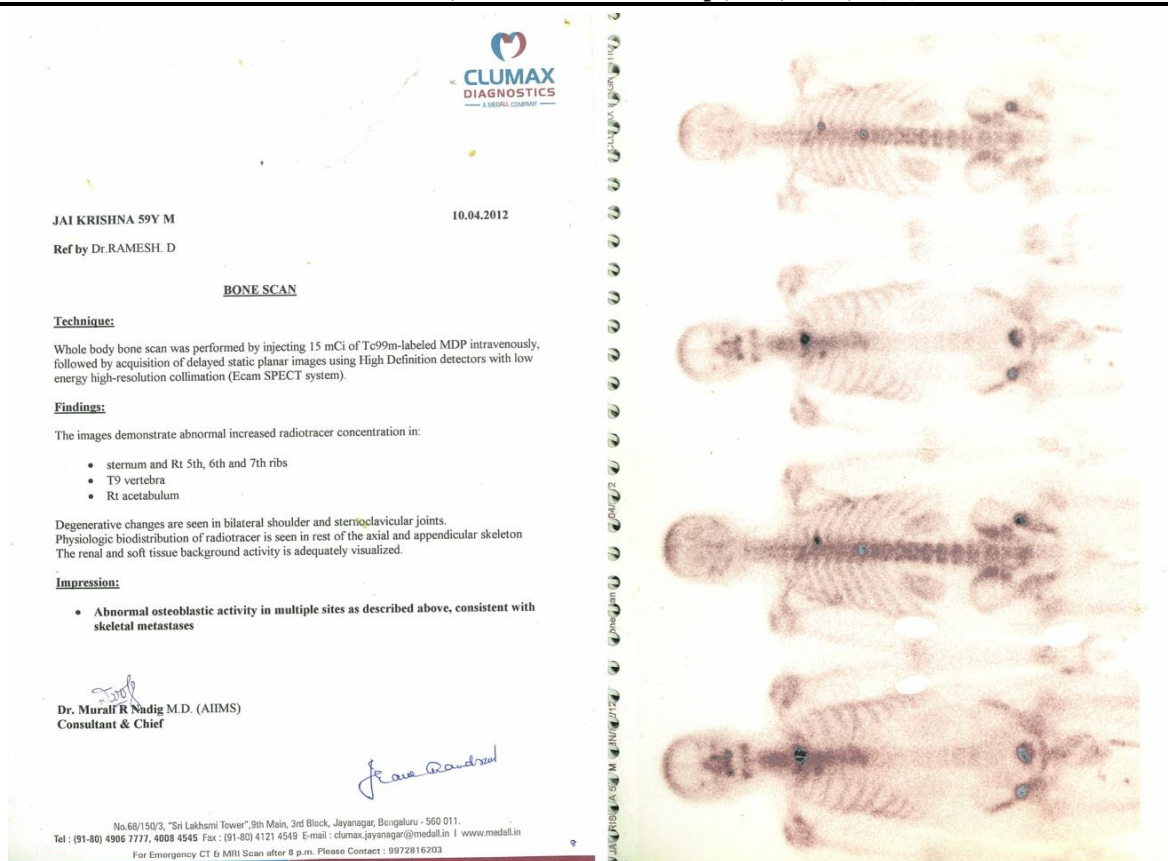 CLUMAX
DIAGNOSTICS
A MEDALL COMPANY
JAI KRISHNA 59Y M
10.04.2012
Ref by Dr.RAMESH. D
BONE SCAN
Technique:
Whole body bone scan was performed by injecting 15 mCi of Tc99m-labeled MDP intravenously,
followed by acquisition of delayed static planar images using High Definition detectors with low
energy high-resolution collimation (Ecam SPECT system).
Findings:
The images demonstrate abnormal increased radiotracer concentration in:
• sternum and Rt 5th, 6th and 7th ribs
• T9 vertebra
• Rt acetabulum
Degenerative changes are seen in bilateral shoulder and sternoclavicular joints.
Physiologic biodistribution of radiotracer is seen in rest of the axial and appendicular skeleton
The renal and soft tissue background activity is adequately visualized.
Impression:
• Abnormal osteoblastic activity in multiple sites as described above, consistent with
skeletal metastases
Dr. Murali R Nadig M.D. (AIIMS)
Consultant & Chief
No.68/150/3, "Sri Lakhsmi Tower",9th Main, 3rd Block, Jayanagar, Bengaluru - 560 011.
Tel : (91-80) 4906 7777, 4008 4545 Fax : (91-80) 4121 4549 E-mail : clumax.jayanagar@medall.in I www.medall.in
For Emergency CT & MRI Scan after 8 p.m. Please Contact : 9972816203